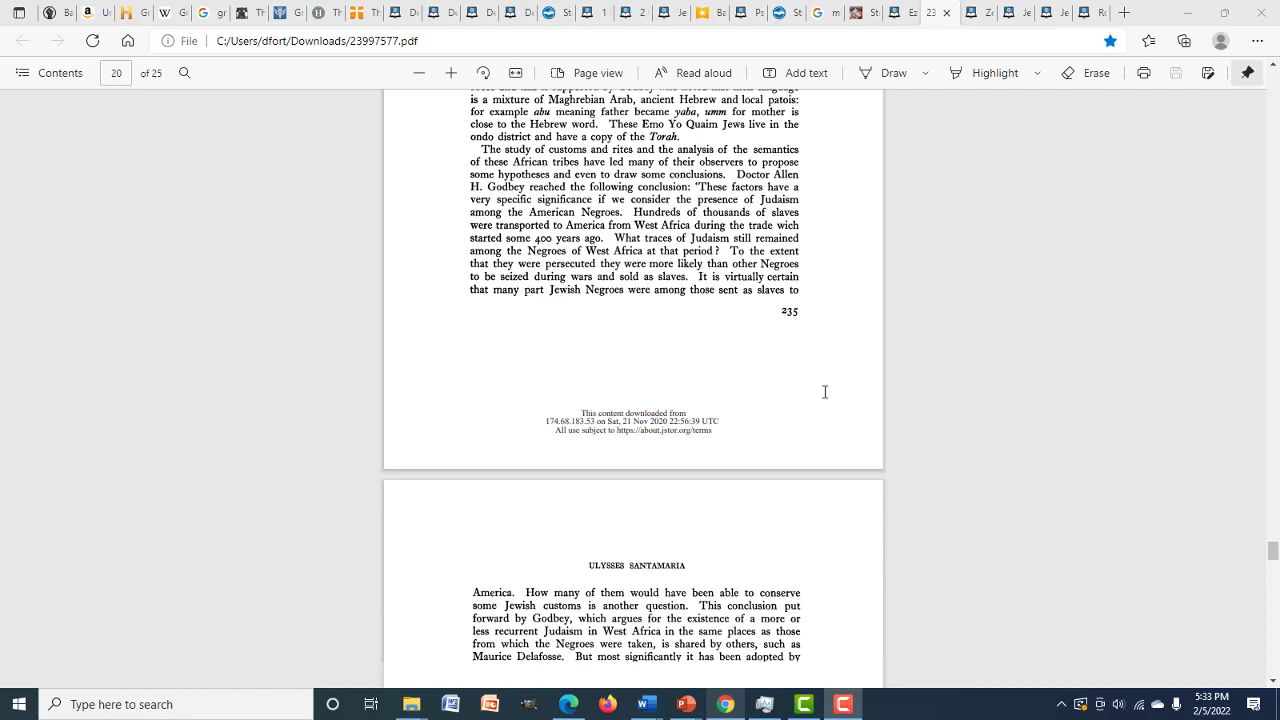 File
C:/Users/dfort/Downloads/23997577.pdf
Contents
20
of 25
Page view
Read aloud
Add text
Draw
Highlight
Erase
is a mixture of Maghrebian Arab, ancient Hebrew and local patois:
for example abu meaning father became yaba, umm for mother is
close to the Hebrew word. These Emo Yo Quaim Jews live in the
ondo district and have a copy of the Torah.
The study of customs and rites and the analysis of the semantics
of these African tribes have led many of their observers to propose
some hypotheses and even to draw some conclusions. Doctor Allen
H. Godbey reached the following conclusion: 'These factors have a
very specific significance if we consider the presence of Judaism
among the American Negroes. Hundreds of thousands of slaves
were transported to America from West Africa during the trade wich
started some 400 years ago. What traces of Judaism still remained
among the Negroes of West Africa at that period? To the extent
that they were persecuted they were more likely than other Negroes
to be seized during wars and sold as slaves. It is virtually certain
that many part Jewish Negroes were among those sent as slaves to
235
This content downloaded from
174.68.183.53 on Sat, 21 Nov 2020 22:56:39 UTC
All use subject to https://about.jstor.org/terms
ULYSSES SANTAMARIA
America. How many of them would have been able to conserve
some Jewish customs is another question. This conclusion put
forward by Godbey, which argues for the existence of a more or
less recurrent Judaism in West Africa in the same places as those
from which the Negroes were taken, is shared by others, such as
Maurice Delafosse. But most significantly it has been adopted by
Type here to search
5:33 PM
2/5/2022